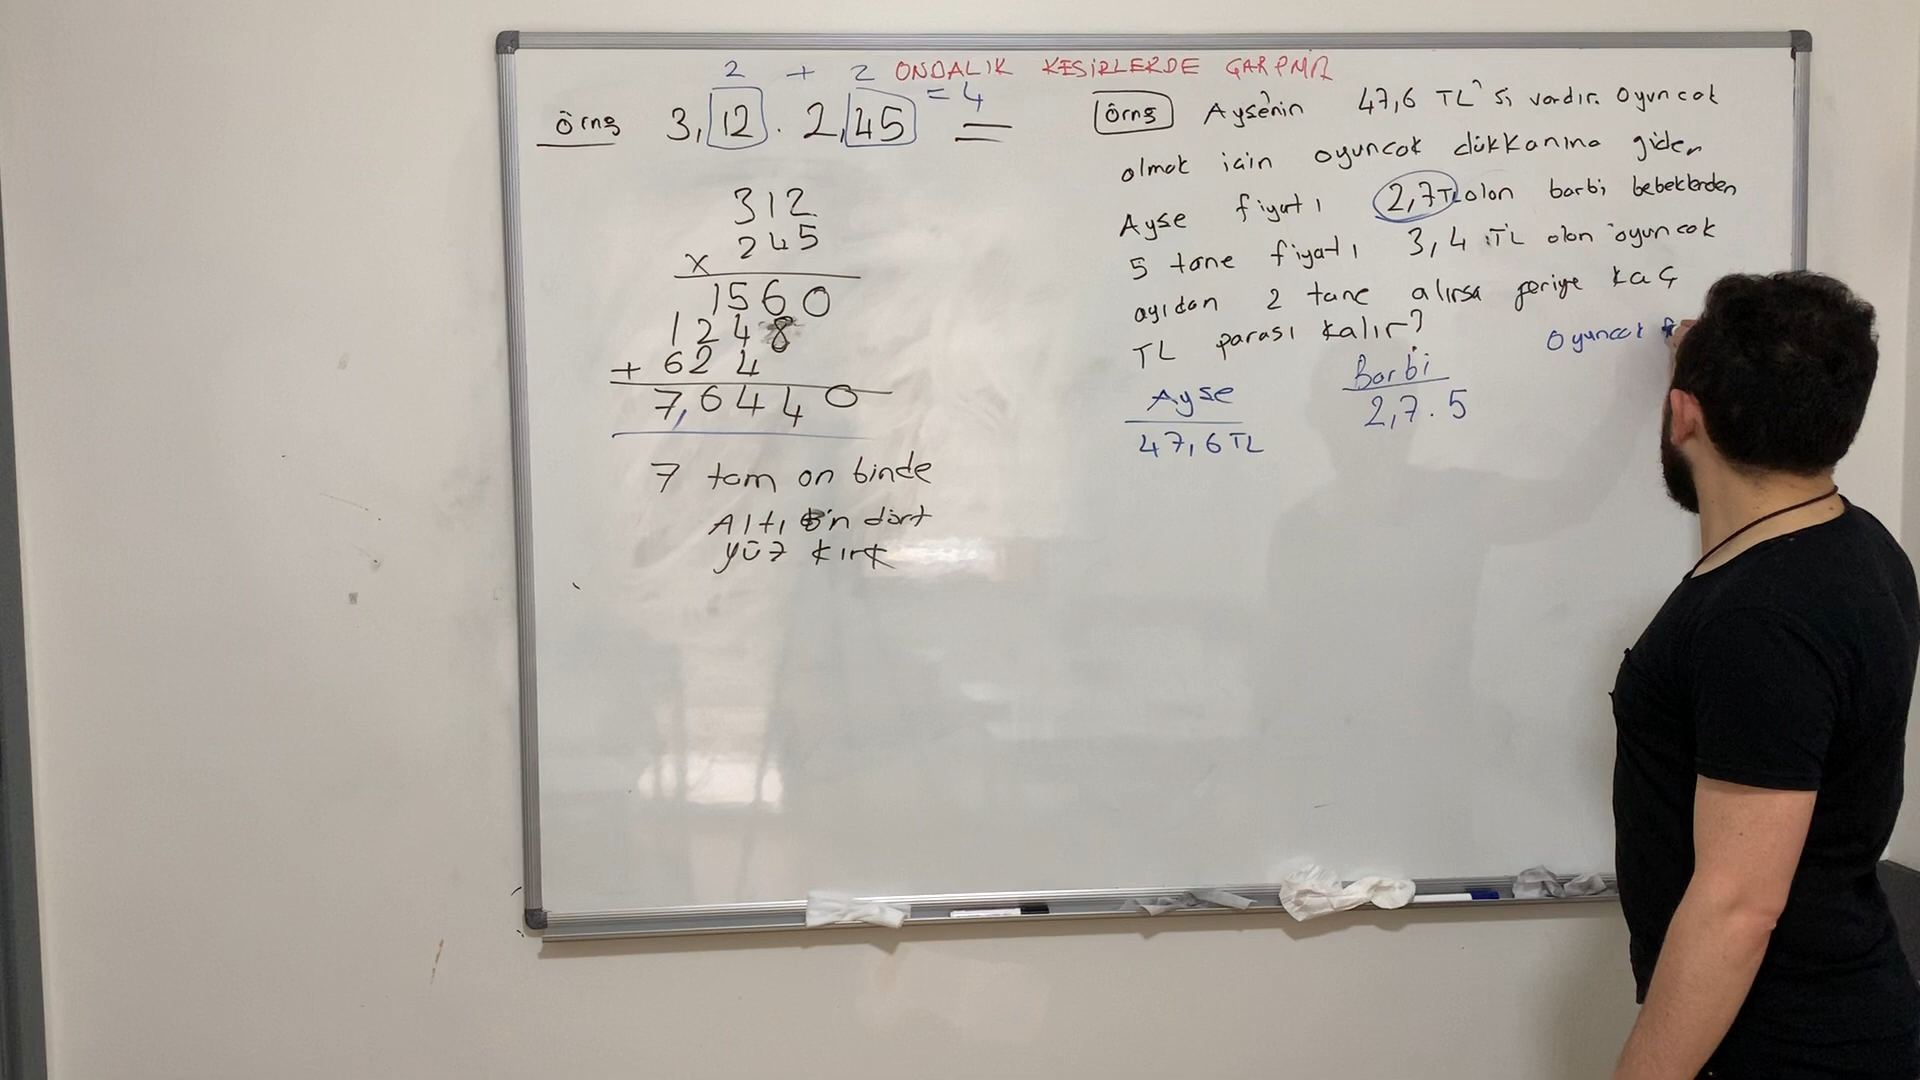 ONDALIK KESİRLERDE ÇARPMA
2 + 2 = 4
Örnş 3,12 . 2,45 =
312
x 245
1560
1248
+ 624
7,6440
7 tam on binde
Altı bin dört
yüz kırk
Örnş Ayşe'nin 47,6 TL'si vardır. Oyuncak
almak için oyuncak dükkanına giden
Ayşe fiyatı 2,7 TL olan barbi bebeklerden
5 tane fiyatı 3,4 TL olan oyuncak
ayıdan 2 tane alırsa geriye kaç
TL parası kalır?
Ayşe
47,6 TL
Barbi
2,7 . 5
Oyuncak